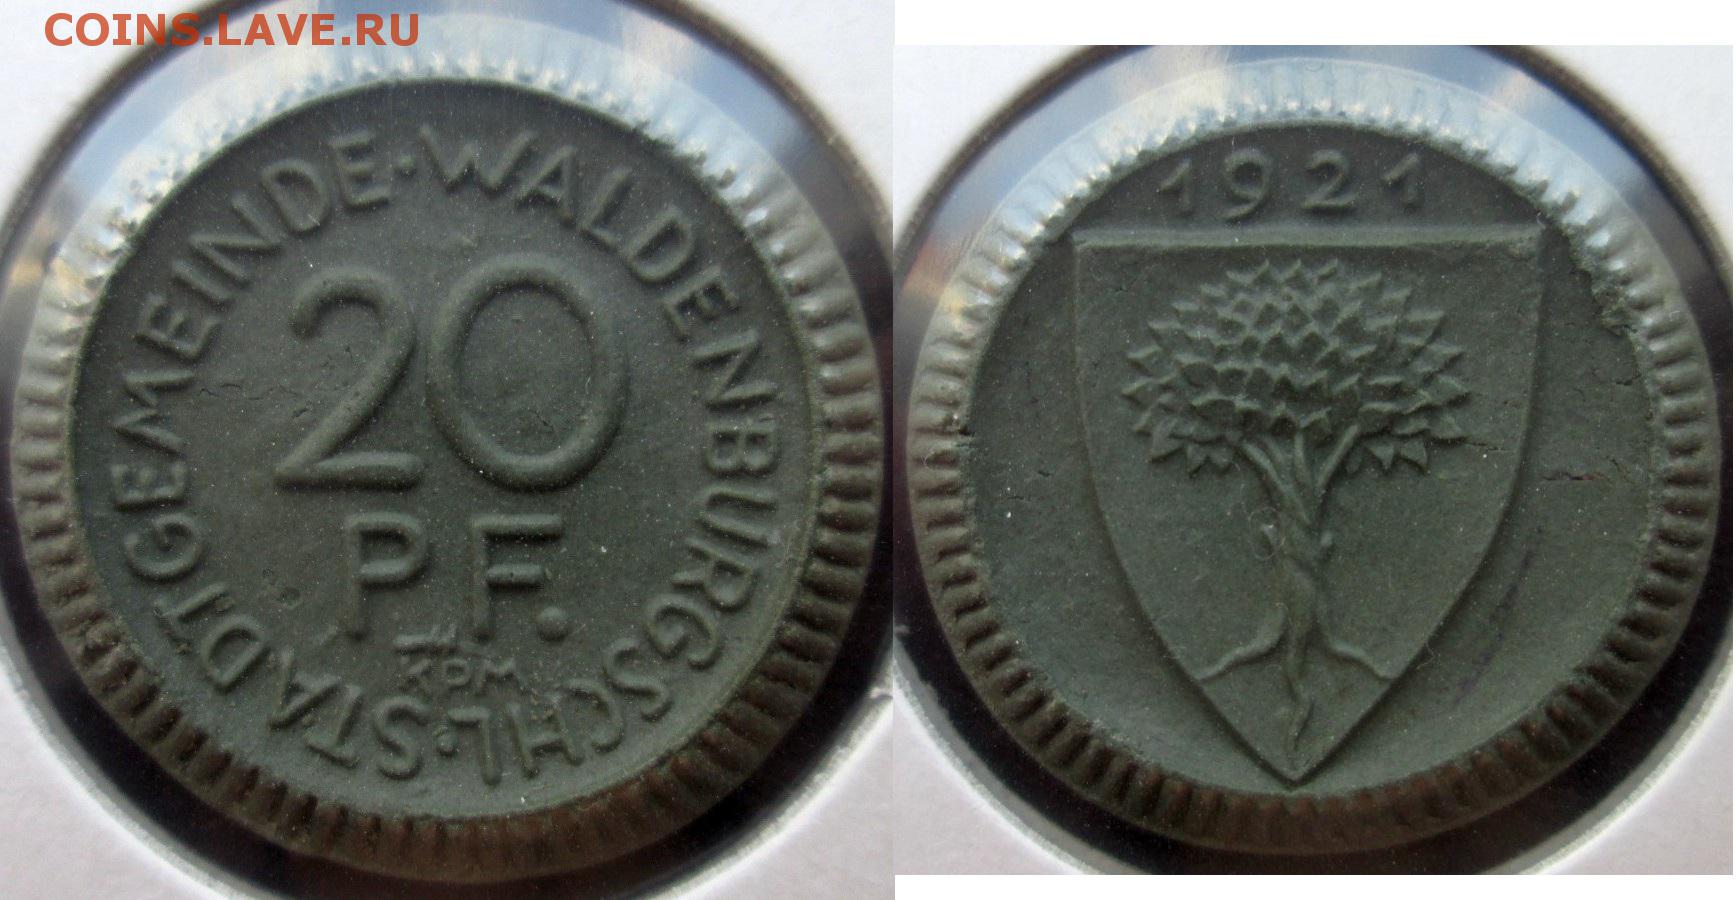 COINS.LAVE.RU
STADTGEMEINDE·WALDENBURG SCHL.
20
PF.
KPM
1921